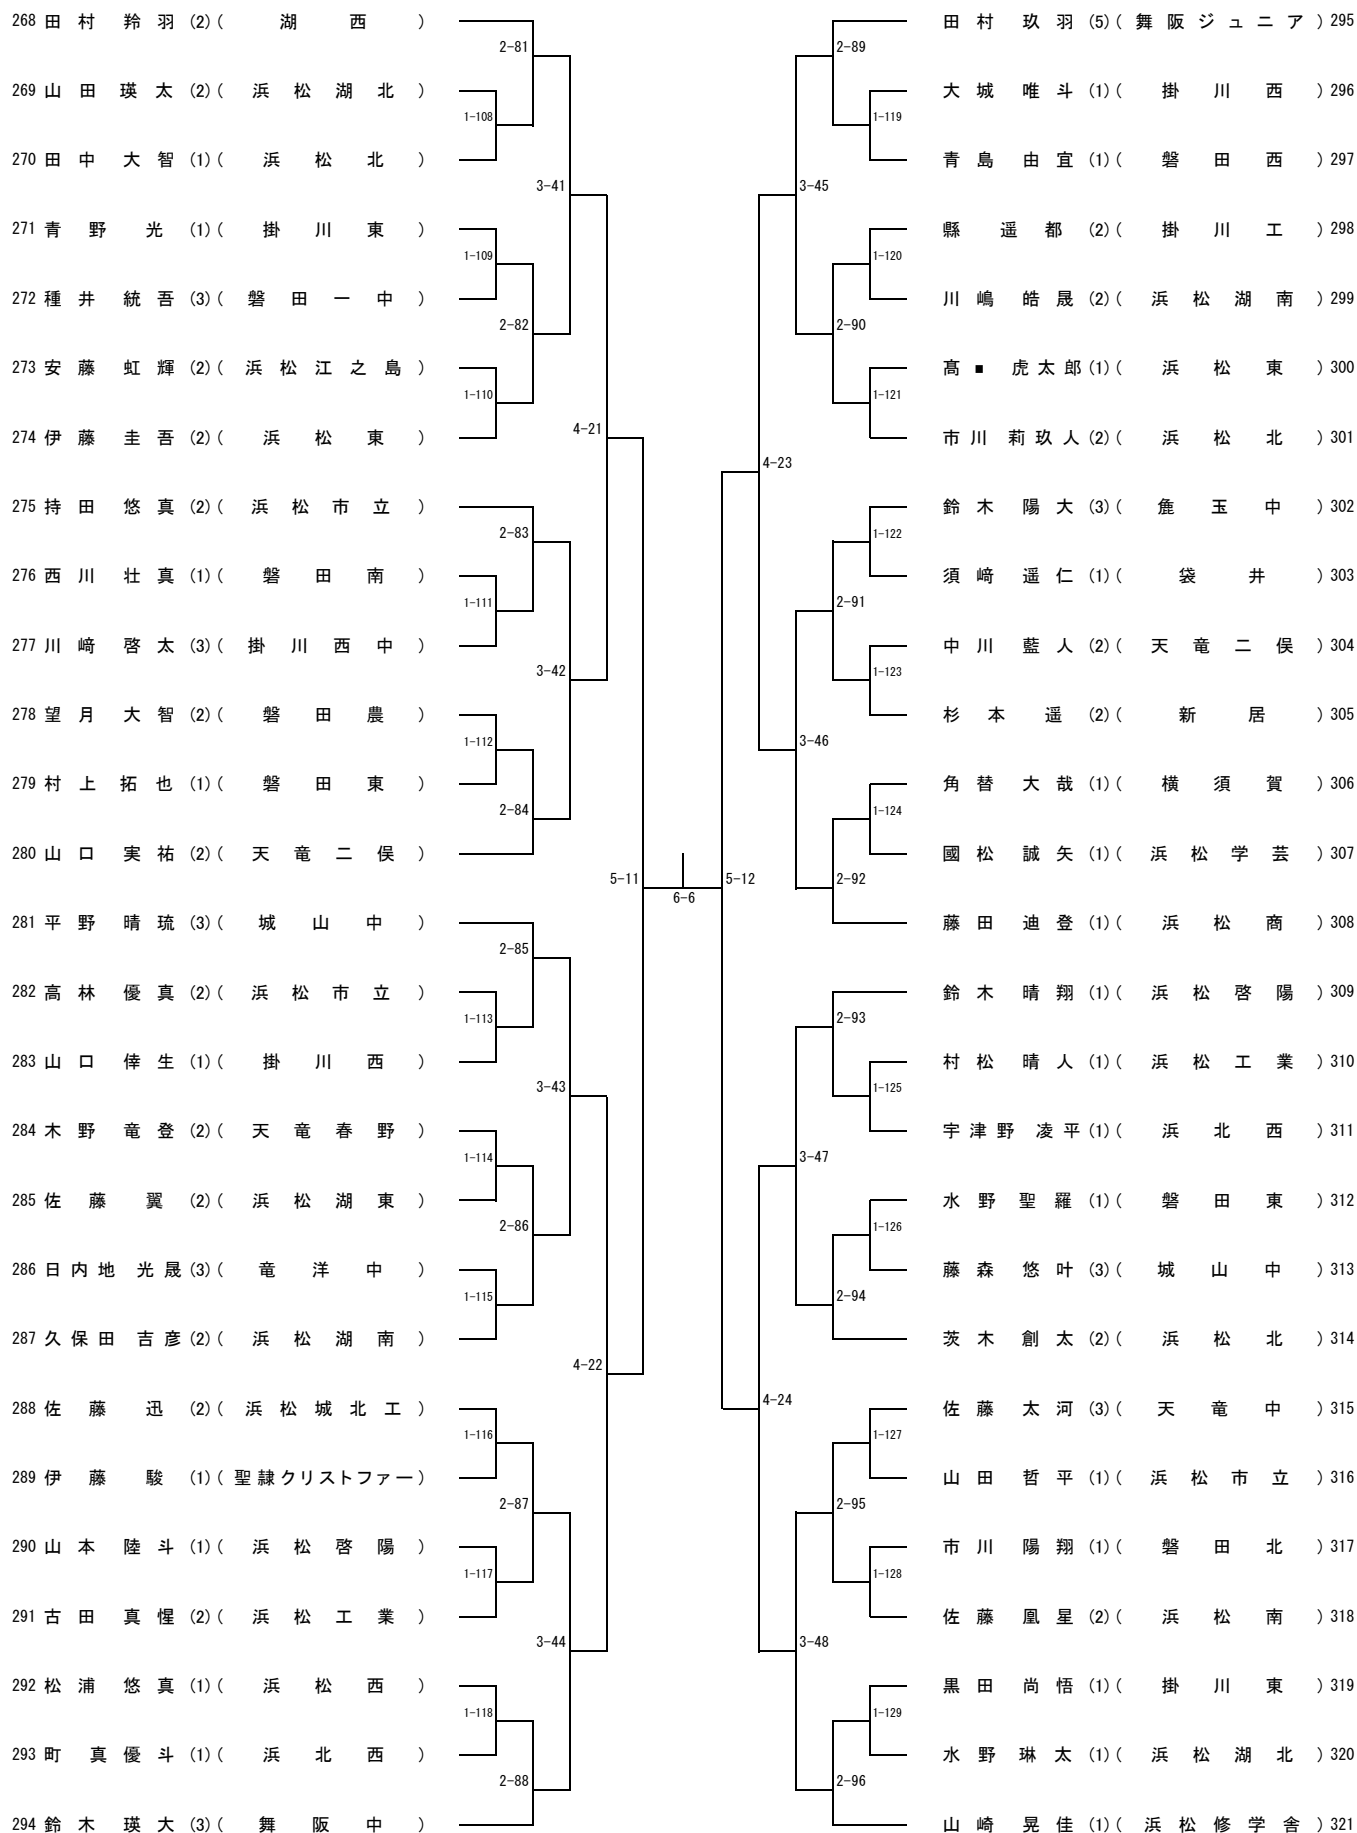 268 田村 羚羽 (2) ( 湖西 )
2-81
269 山田 瑛太 (2) ( 浜松湖北 )
1-108
270 田中 大智 (1) ( 浜松北 )
3-41
271 青野 光 (1) ( 掛川東 )
1-109
272 種井 統吾 (3) ( 磐田一中 )
2-82
273 安藤 虹輝 (2) ( 浜松江之島 )
1-110
274 伊藤 圭吾 (2) ( 浜松東 )
4-21
275 持田 悠真 (2) ( 浜松市立 )
2-83
276 西川 壮真 (1) ( 磐田南 )
1-111
277 川﨑 啓太 (3) ( 掛川西中 )
3-42
278 望月 大智 (2) ( 磐田農 )
1-112
279 村上 拓也 (1) ( 磐田東 )
2-84
280 山口 実祐 (2) ( 天竜二俣 )
5-11
281 平野 晴琉 (3) ( 城山中 )
2-85
282 高林 優真 (2) ( 浜松市立 )
1-113
283 山口 倖生 (1) ( 掛川西 )
3-43
284 木野 竜登 (2) ( 天竜春野 )
1-114
285 佐藤 翼 (2) ( 浜松湖東 )
2-86
286 日内地 光晟 (3) ( 竜洋中 )
1-115
287 久保田 吉彦 (2) ( 浜松湖南 )
4-22
288 佐藤 迅 (2) ( 浜松城北工 )
1-116
289 伊藤 駿 (1) ( 聖隷クリストファー )
2-87
290 山本 陸斗 (1) ( 浜松啓陽 )
1-117
291 古田 真惺 (2) ( 浜松工業 )
3-44
292 松浦 悠真 (1) ( 浜松西 )
1-118
293 町 真優斗 (1) ( 浜北西 )
2-88
294 鈴木 瑛大 (3) ( 舞阪中 )
6-6
田村 玖羽 (5) ( 舞阪ジュニア ) 295
2-89
大城 唯斗 (1) ( 掛川西 ) 296
1-119
青島 由宜 (1) ( 磐田西 ) 297
3-45
縣 遥都 (2) ( 掛川工 ) 298
1-120
川嶋 皓晟 (2) ( 浜松湖南 ) 299
2-90
髙■ 虎太郎 (1) ( 浜松東 ) 300
1-121
市川 莉玖人 (2) ( 浜松北 ) 301
4-23
鈴木 陽大 (3) ( 麁玉中 ) 302
1-122
須﨑 遥仁 (1) ( 袋井 ) 303
2-91
中川 藍人 (2) ( 天竜二俣 ) 304
1-123
杉本 遥 (2) ( 新居 ) 305
3-46
角替 大哉 (1) ( 横須賀 ) 306
1-124
國松 誠矢 (1) ( 浜松学芸 ) 307
2-92
藤田 迪登 (1) ( 浜松商 ) 308
5-12
鈴木 晴翔 (1) ( 浜松啓陽 ) 309
2-93
村松 晴人 (1) ( 浜松工業 ) 310
1-125
宇津野 凌平 (1) ( 浜北西 ) 311
3-47
水野 聖羅 (1) ( 磐田東 ) 312
1-126
藤森 悠叶 (3) ( 城山中 ) 313
2-94
茨木 創太 (2) ( 浜松北 ) 314
4-24
佐藤 太河 (3) ( 天竜中 ) 315
1-127
山田 哲平 (1) ( 浜松市立 ) 316
2-95
市川 陽翔 (1) ( 磐田北 ) 317
1-128
佐藤 凰星 (2) ( 浜松南 ) 318
3-48
黒田 尚悟 (1) ( 掛川東 ) 319
1-129
水野 琳太 (1) ( 浜松湖北 ) 320
2-96
山崎 晃佳 (1) ( 浜松修学舎 ) 321